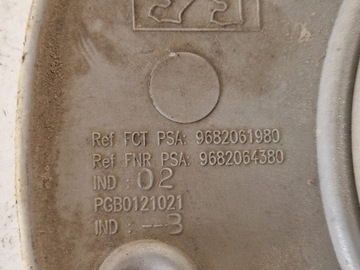 Ref FCT PSA: 9682061980
Ref FNR PSA: 9682064380
IND : 02
PGB0121021
IND : --3